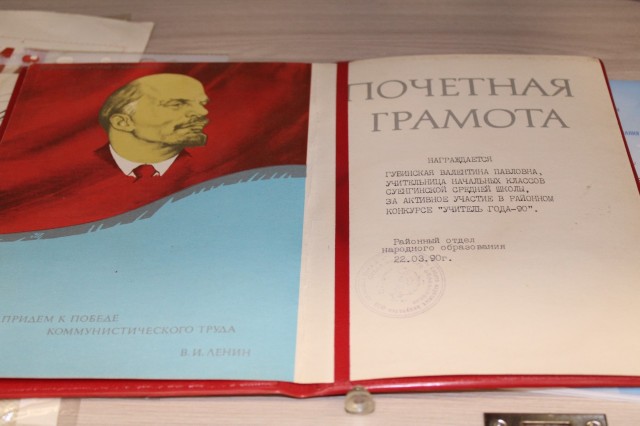 ПРИДЕМ К ПОБЕДЕ
КОММУНИСТИЧЕСКОГО ТРУДА
В. И. ЛЕНИН
ПОЧЕТНАЯ
ГРАМОТА
НАГРАЖДАЕТСЯ
ГУБИНСКАЯ ВАЛЕНТИНА ПАВЛОВНА,
УЧИТЕЛЬНИЦА НАЧАЛЬНЫХ КЛАССОВ
СУЕНГИНСКОЙ СРЕДНЕЙ ШКОЛЫ,
ЗА АКТИВНОЕ УЧАСТИЕ В РАЙОННОМ
КОНКУРСЕ "УЧИТЕЛЬ ГОДА-90".
Районный отдел
народного образования
22.03.90г.